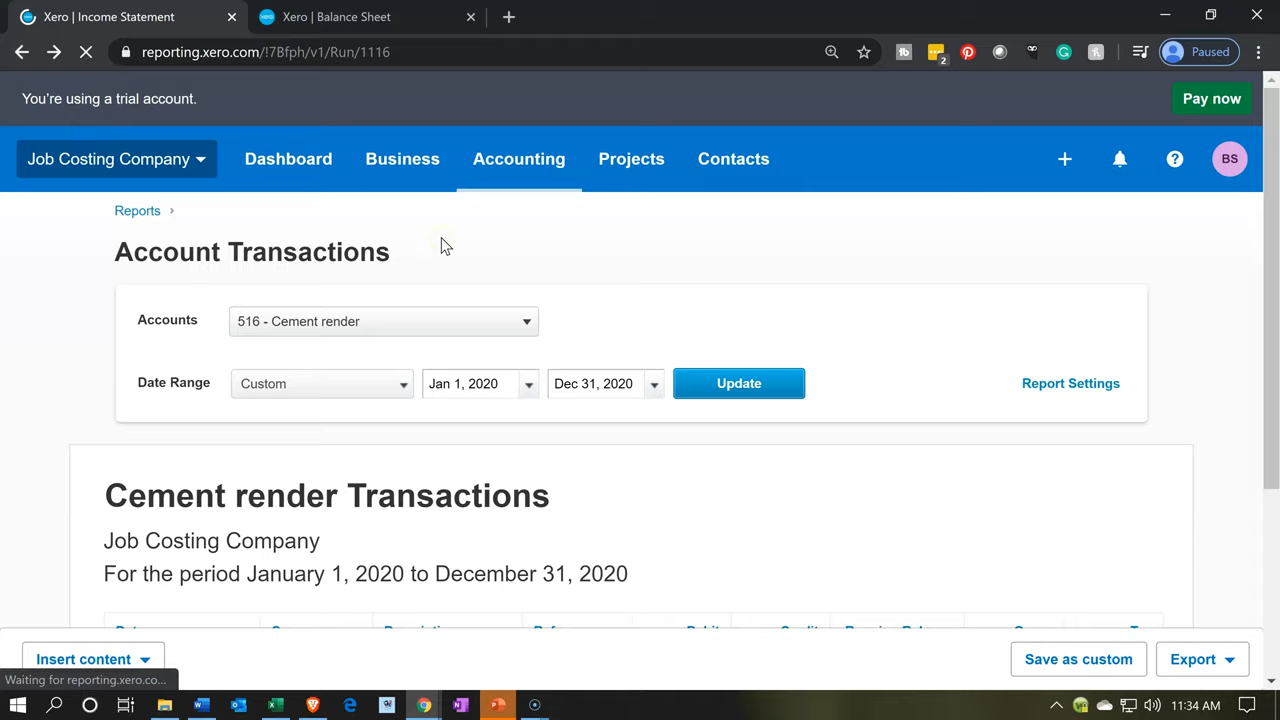 Xero | Income Statement
Xero | Balance Sheet
reporting.xero.com/!7Bfph/v1/Run/1116
2
Paused
You're using a trial account.
Pay now
Job Costing Company
Dashboard
Business
Accounting
Projects
Contacts
BS
Reports
Account Transactions
Accounts
516 - Cement render
Date Range
Custom
Jan 1, 2020
Dec 31, 2020
Update
Report Settings
Cement render Transactions
Job Costing Company
For the period January 1, 2020 to December 31, 2020
Insert content
Save as custom
Export
Waiting for reporting.xero.co...
11:34 AM